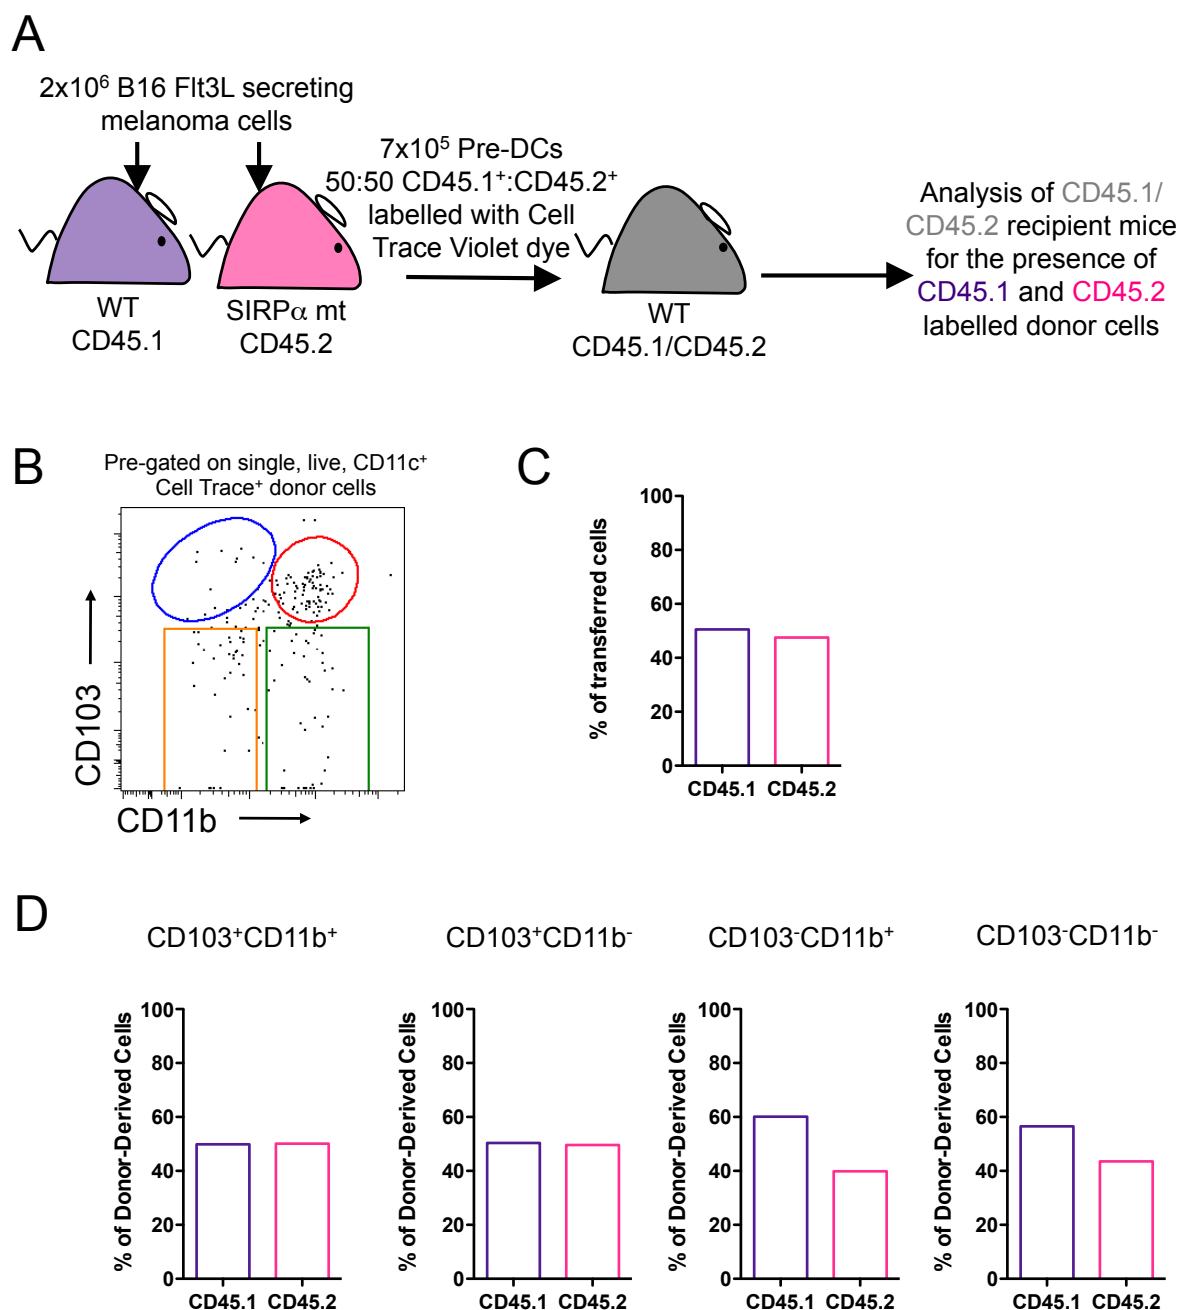 A
2x10⁶ B16 Flt3L secreting
melanoma cells
7x10⁵ Pre-DCs
50:50 CD45.1⁺:CD45.2⁺
labelled with Cell
Trace Violet dye
WT
CD45.1
SIRPα mt
CD45.2
WT
CD45.1/CD45.2
Analysis of CD45.1/
CD45.2 recipient mice
for the presence of
CD45.1 and CD45.2
labelled donor cells
B
Pre-gated on single, live, CD11c⁺
Cell Trace⁺ donor cells
CD103
CD11b
C
% of transferred cells
100
80
60
40
20
0
CD45.1 CD45.2
D
CD103⁺CD11b⁺
% of Donor-Derived Cells
100
80
60
40
20
0
CD45.1 CD45.2
CD103⁺CD11b⁻
% of Donor-Derived Cells
100
80
60
40
20
0
CD45.1 CD45.2
CD103⁻CD11b⁺
% of Donor-Derived Cells
100
80
60
40
20
0
CD45.1 CD45.2
CD103⁻CD11b⁻
% of Donor-Derived Cells
100
80
60
40
20
0
CD45.1 CD45.2